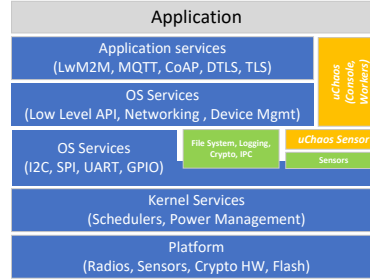 Application
Application services
(LwM2M, MQTT, CoAP, DTLS, TLS)
uChaos
(Console,
Workers)
OS Services
(Low Level API, Networking , Device Mgmt)
OS Services
(I2C, SPI, UART, GPIO)
File System, Logging,
Crypto, IPC
uChaos Sensor
Sensors
Kernel Services
(Schedulers, Power Management)
Platform
(Radios, Sensors, Crypto HW, Flash)